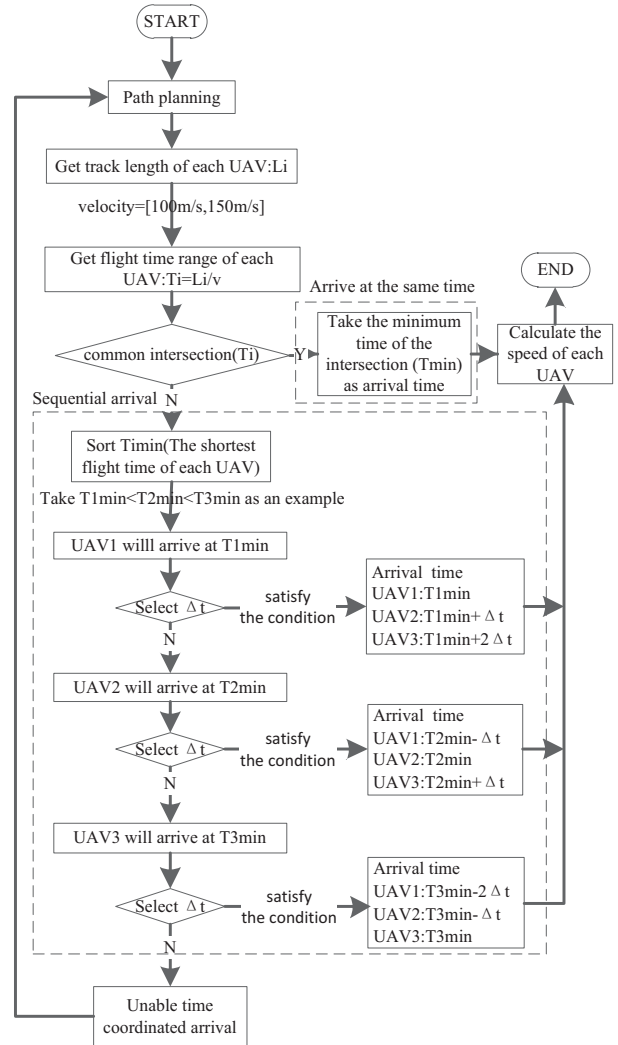 START
Path planning
Get track length of each UAV:Li
velocity=[100m/s,150m/s]
Get flight time range of each
UAV:Ti=Li/v
common intersection(Ti)
Y
Arrive at the same time
Take the minimum
time of the
intersection (Tmin)
as arrival time
END
Calculate the
speed of each
UAV
N
Sequential arrival
Sort Timin(The shortest
flight time of each UAV)
Take T1min<T2min<T3min as an example
UAV1 willl arrive at T1min
Select Δt
satisfy
the condition
Arrival time
UAV1:T1min
UAV2:T1min+Δt
UAV3:T1min+2Δt
N
UAV2 will arrive at T2min
Select Δt
satisfy
the condition
Arrival time
UAV1:T2min-Δt
UAV2:T2min
UAV3:T2min+Δt
N
UAV3 will arrive at T3min
Select Δt
satisfy
the condition
Arrival time
UAV1:T3min-2Δt
UAV2:T3min-Δt
UAV3:T3min
N
Unable time
coordinated arrival